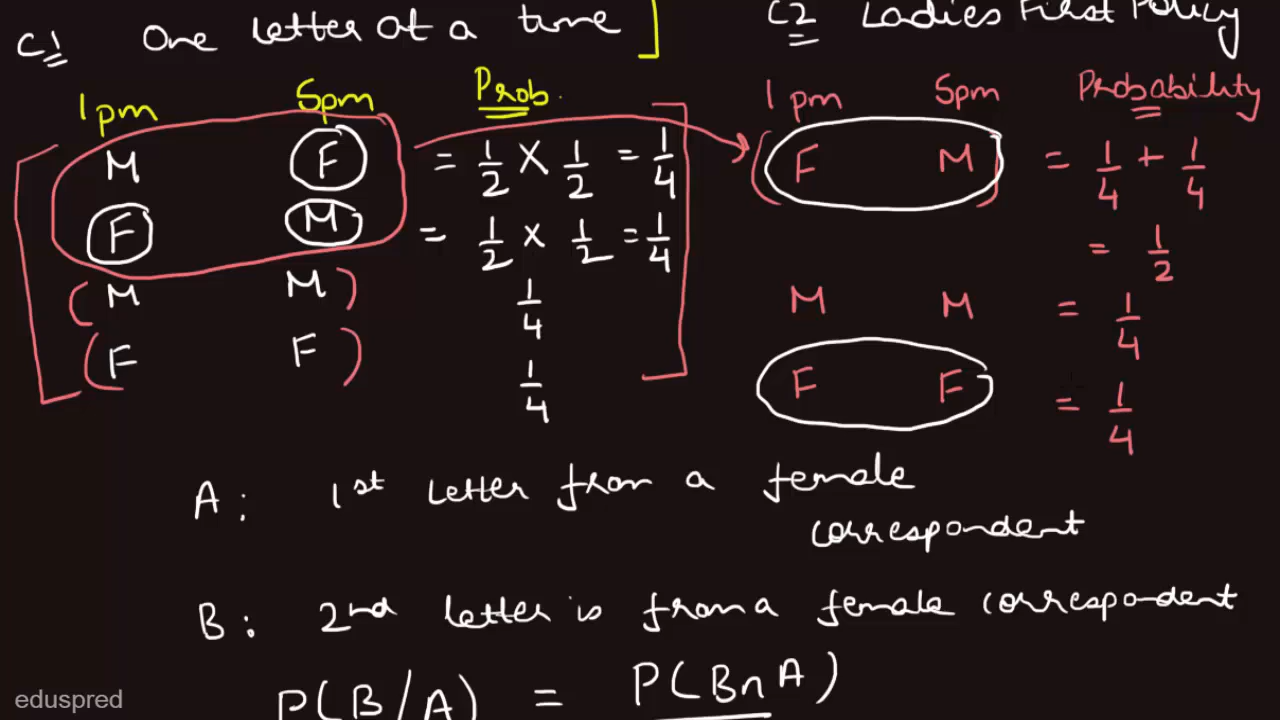 C1 One letter at a time ]
C2 Ladies First Policy
1pm 5pm Prob.
M F = 1/2 X 1/2 = 1/4
F M = 1/2 x 1/2 = 1/4
(M M) 1/4
(F F) 1/4
1pm 5pm Probability
(F M) = 1/4 + 1/4
= 1/2
M M = 1/4
F F = 1/4
A: 1st letter from a female
correspondent
B: 2nd letter is from a female correspondent
P(B/A) = P(B∩A)
eduspred